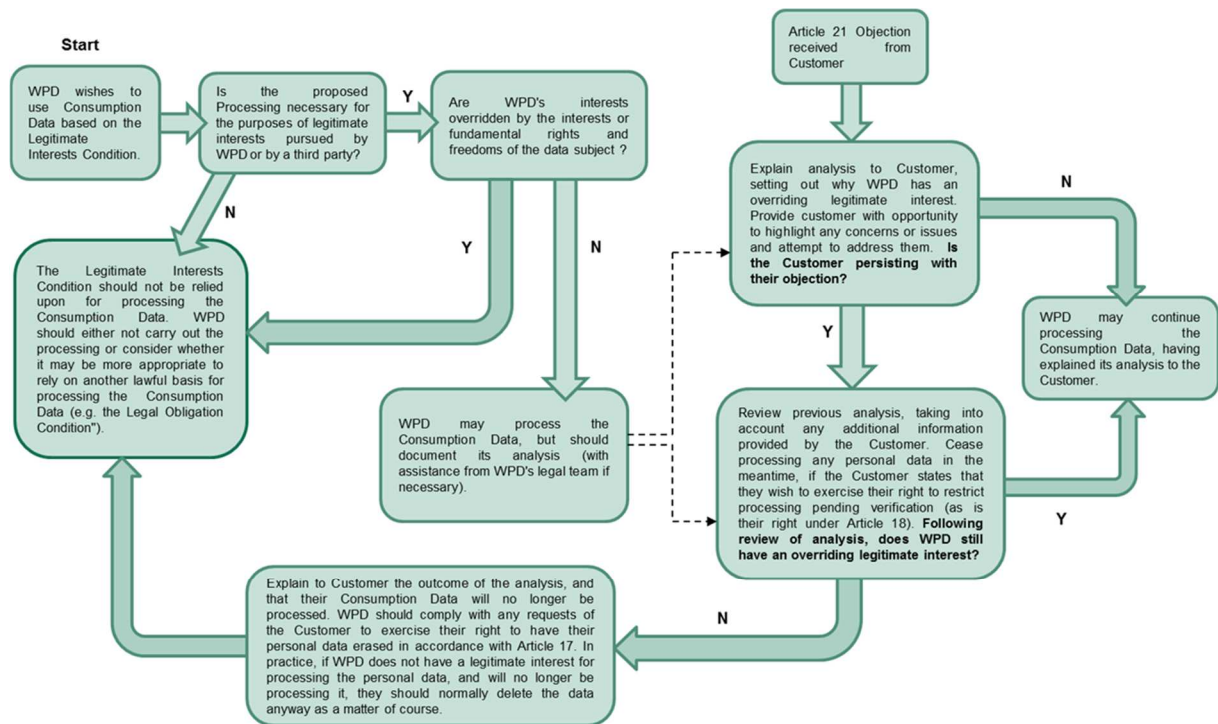 Start
WPD wishes to
use Consumption
Data based on the
Legitimate
Interests Condition.
Is the proposed
Processing necessary for
the purposes of legitimate
interests pursued by
WPD or by a third party?
Y
N
Are WPD's interests
overridden by the interests or
fundamental rights and
freedoms of the data subject ?
Y
N
The Legitimate Interests
Condition should not be relied
upon for processing the
Consumption Data. WPD
should either not carry out the
processing or consider whether
it may be more appropriate to
rely on another lawful basis for
processing the Consumption
Data (e.g. the Legal Obligation
Condition").
WPD may process the
Consumption Data, but should
document its analysis (with
assistance from WPD's legal team if
necessary).
Article 21 Objection
received from
Customer
Explain analysis to Customer,
setting out why WPD has an
overriding legitimate interest.
Provide customer with opportunity
to highlight any concerns or issues
and attempt to address them. Is
the Customer persisting with
their objection?
N
Y
WPD may continue
processing the
Consumption Data, having
explained its analysis to the
Customer.
Review previous analysis, taking into
account any additional information
provided by the Customer. Cease
processing any personal data in the
meantime, if the Customer states that
they wish to exercise their right to restrict
processing pending verification (as is
their right under Article 18). Following
review of analysis, does WPD still
have an overriding legitimate interest?
Y
N
Explain to Customer the outcome of the analysis, and
that their Consumption Data will no longer be
processed. WPD should comply with any requests of
the Customer to exercise their right to have their
personal data erased in accordance with Article 17. In
practice, if WPD does not have a legitimate interest for
processing the personal data, and will no longer be
processing it, they should normally delete the data
anyway as a matter of course.